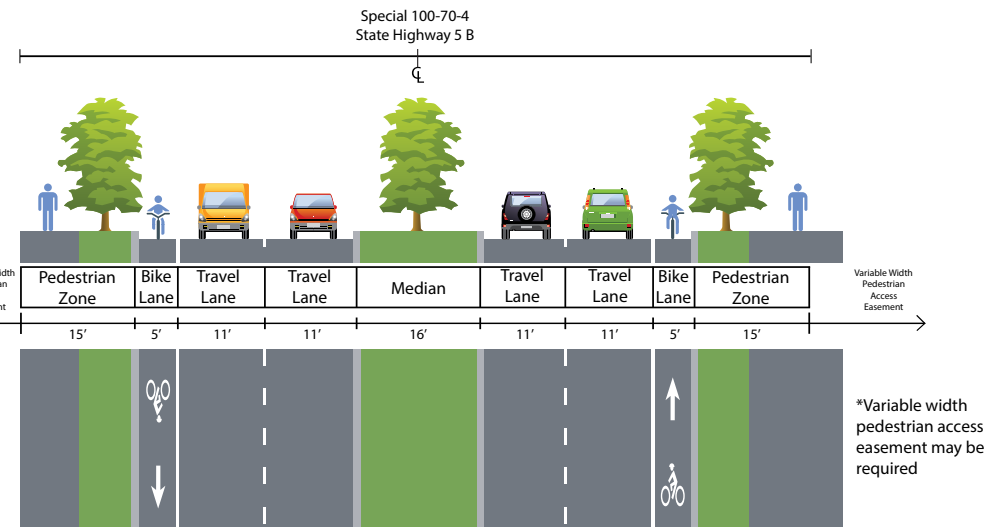 Special 100-70-4
State Highway 5 B
℄
Pedestrian Zone
Bike Lane
Travel Lane
Travel Lane
Median
Travel Lane
Travel Lane
Bike Lane
Pedestrian Zone
Variable Width
Pedestrian
Access
Easement
15’ 5’ 11’ 11’ 16’ 11’ 11’ 5’ 15’
*Variable width
pedestrian access
easement may be
required